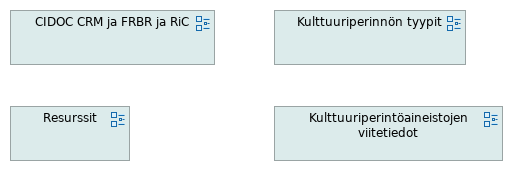 CIDOC CRM ja FRBR ja RiC
Kulttuuriperinnön tyypit
Resurssit
Kulttuuriperintöaineistojen
viitetiedot